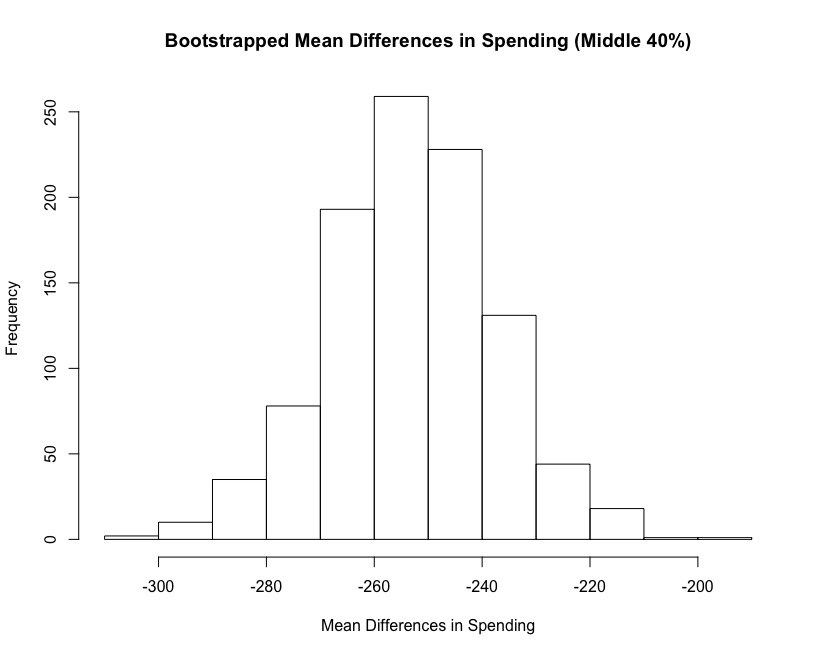 Bootstrapped Mean Differences in Spending (Middle 40%)
Frequency
250
200
150
100
50
0
-300 -280 -260 -240 -220 -200
Mean Differences in Spending